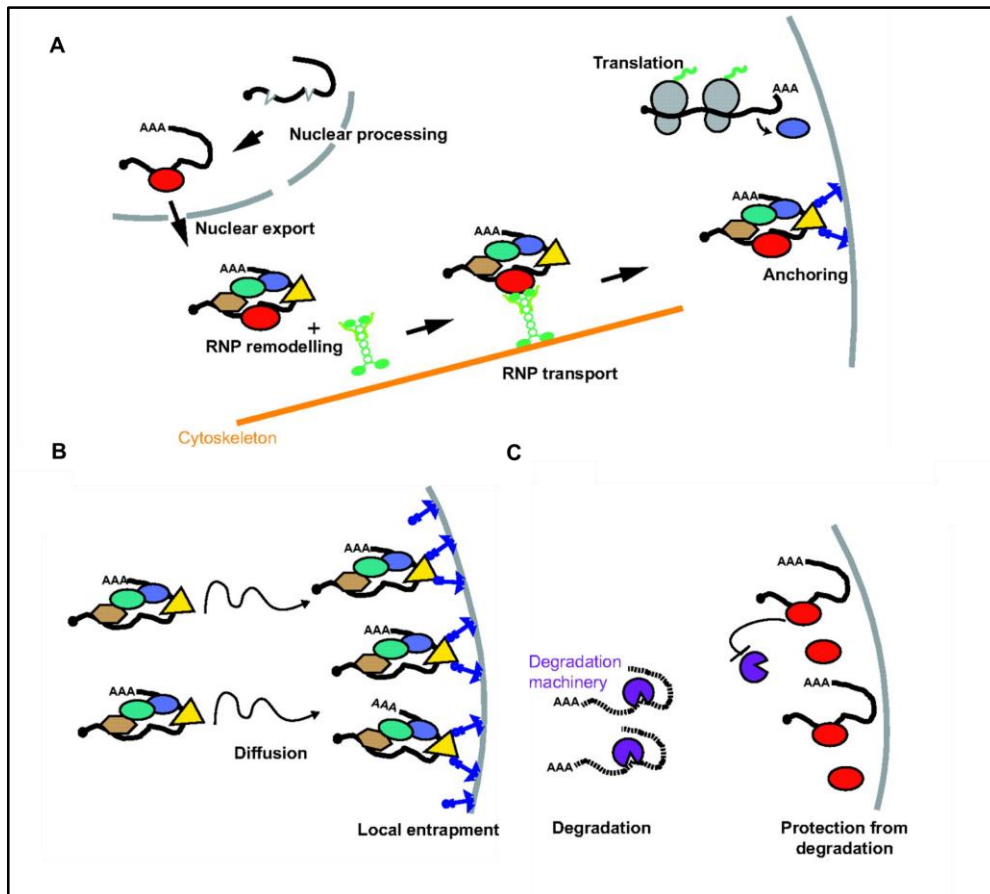 A
Translation
AAA
AAA
Nuclear processing
Nuclear export
AAA
AAA
AAA
Anchoring
+
RNP remodelling
RNP transport
Cytoskeleton
B
AAA
AAA
AAA
AAA
AAA
Diffusion
Local entrapment
C
AAA
Degradation
machinery
AAA
AAA
AAA
Degradation
Protection from
degradation